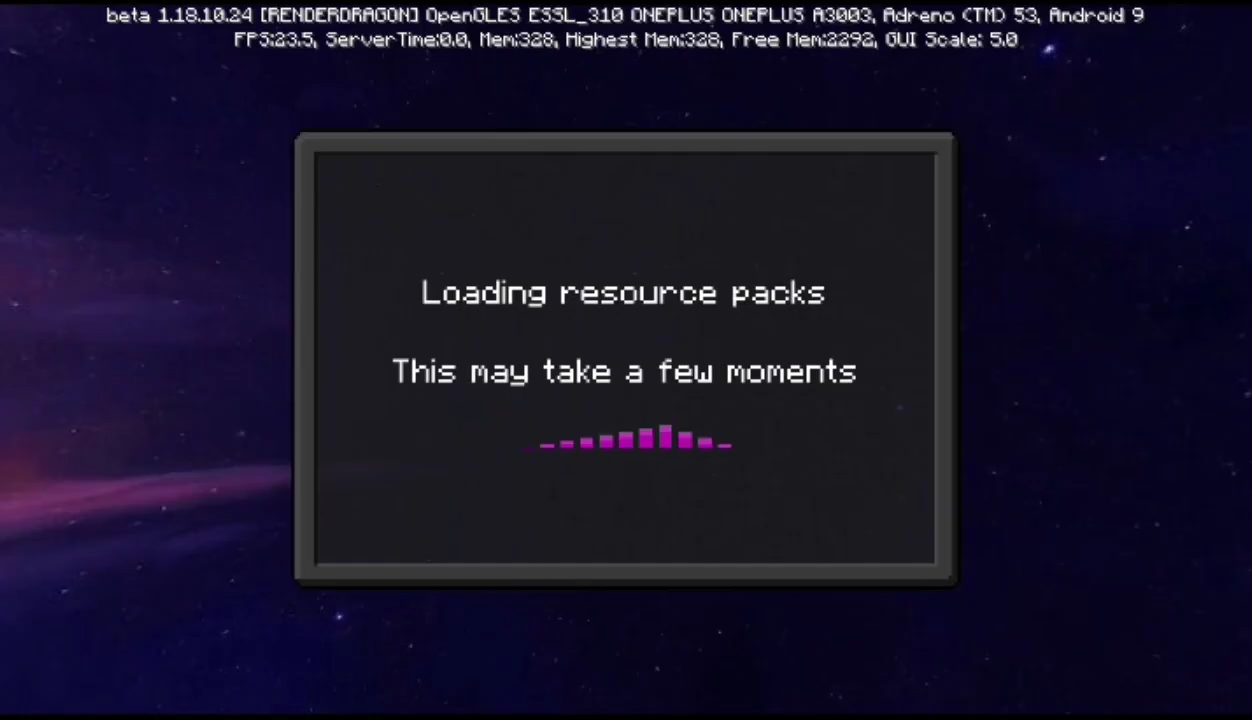 beta 1.18.10.24 [RENDERDRAGON] OpenGLES ESSL_310 ONEPLUS ONEPLUS A3003, Adreno (TM) 53, Android 9
FPS:23.5, ServerTime:0.0, Mem:328, Highest Mem:328, Free Mem:2292, GUI Scale: 5.0
Loading resource packs
This may take a few moments